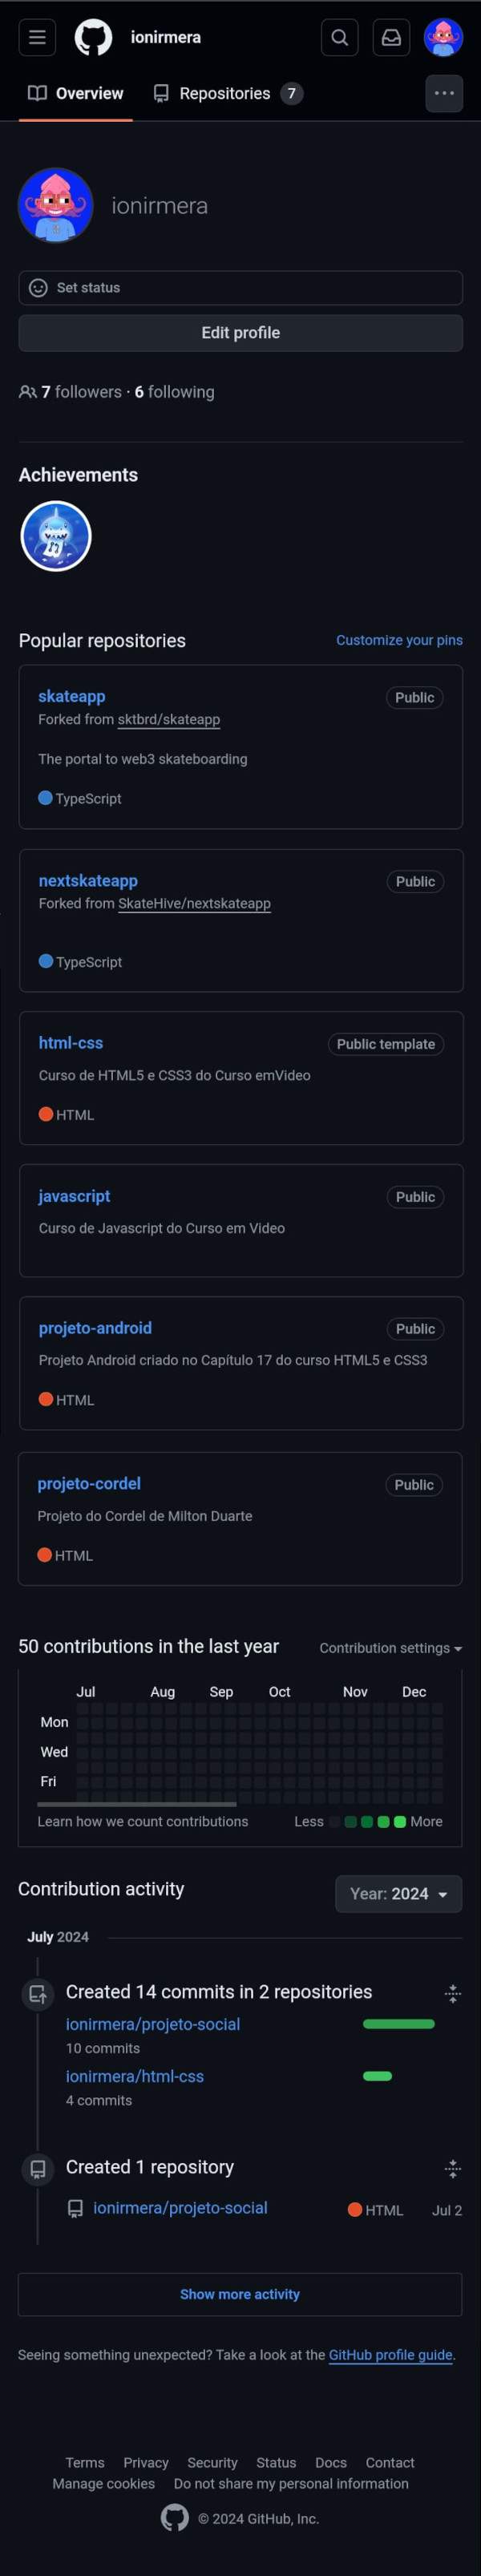 ionirmera
Overview Repositories 7
ionirmera
Set status
Edit profile
7 followers · 6 following
Achievements
Popular repositories Customize your pins
skateapp Public
Forked from sktbrd/skateapp
The portal to web3 skateboarding
TypeScript
nextskateapp Public
Forked from SkateHive/nextskateapp
TypeScript
html-css Public template
Curso de HTML5 e CSS3 do Curso emVideo
HTML
javascript Public
Curso de Javascript do Curso em Video
projeto-android Public
Projeto Android criado no Capítulo 17 do curso HTML5 e CSS3
HTML
projeto-cordel Public
Projeto do Cordel de Milton Duarte
HTML
50 contributions in the last year Contribution settings
Jul Aug Sep Oct Nov Dec
Mon
Wed
Fri
Learn how we count contributions Less More
Contribution activity Year: 2024
July 2024
Created 14 commits in 2 repositories
ionirmera/projeto-social
10 commits
ionirmera/html-css
4 commits
Created 1 repository
ionirmera/projeto-social HTML Jul 2
Show more activity
Seeing something unexpected? Take a look at the GitHub profile guide.
Terms Privacy Security Status Docs Contact
Manage cookies Do not share my personal information
© 2024 GitHub, Inc.